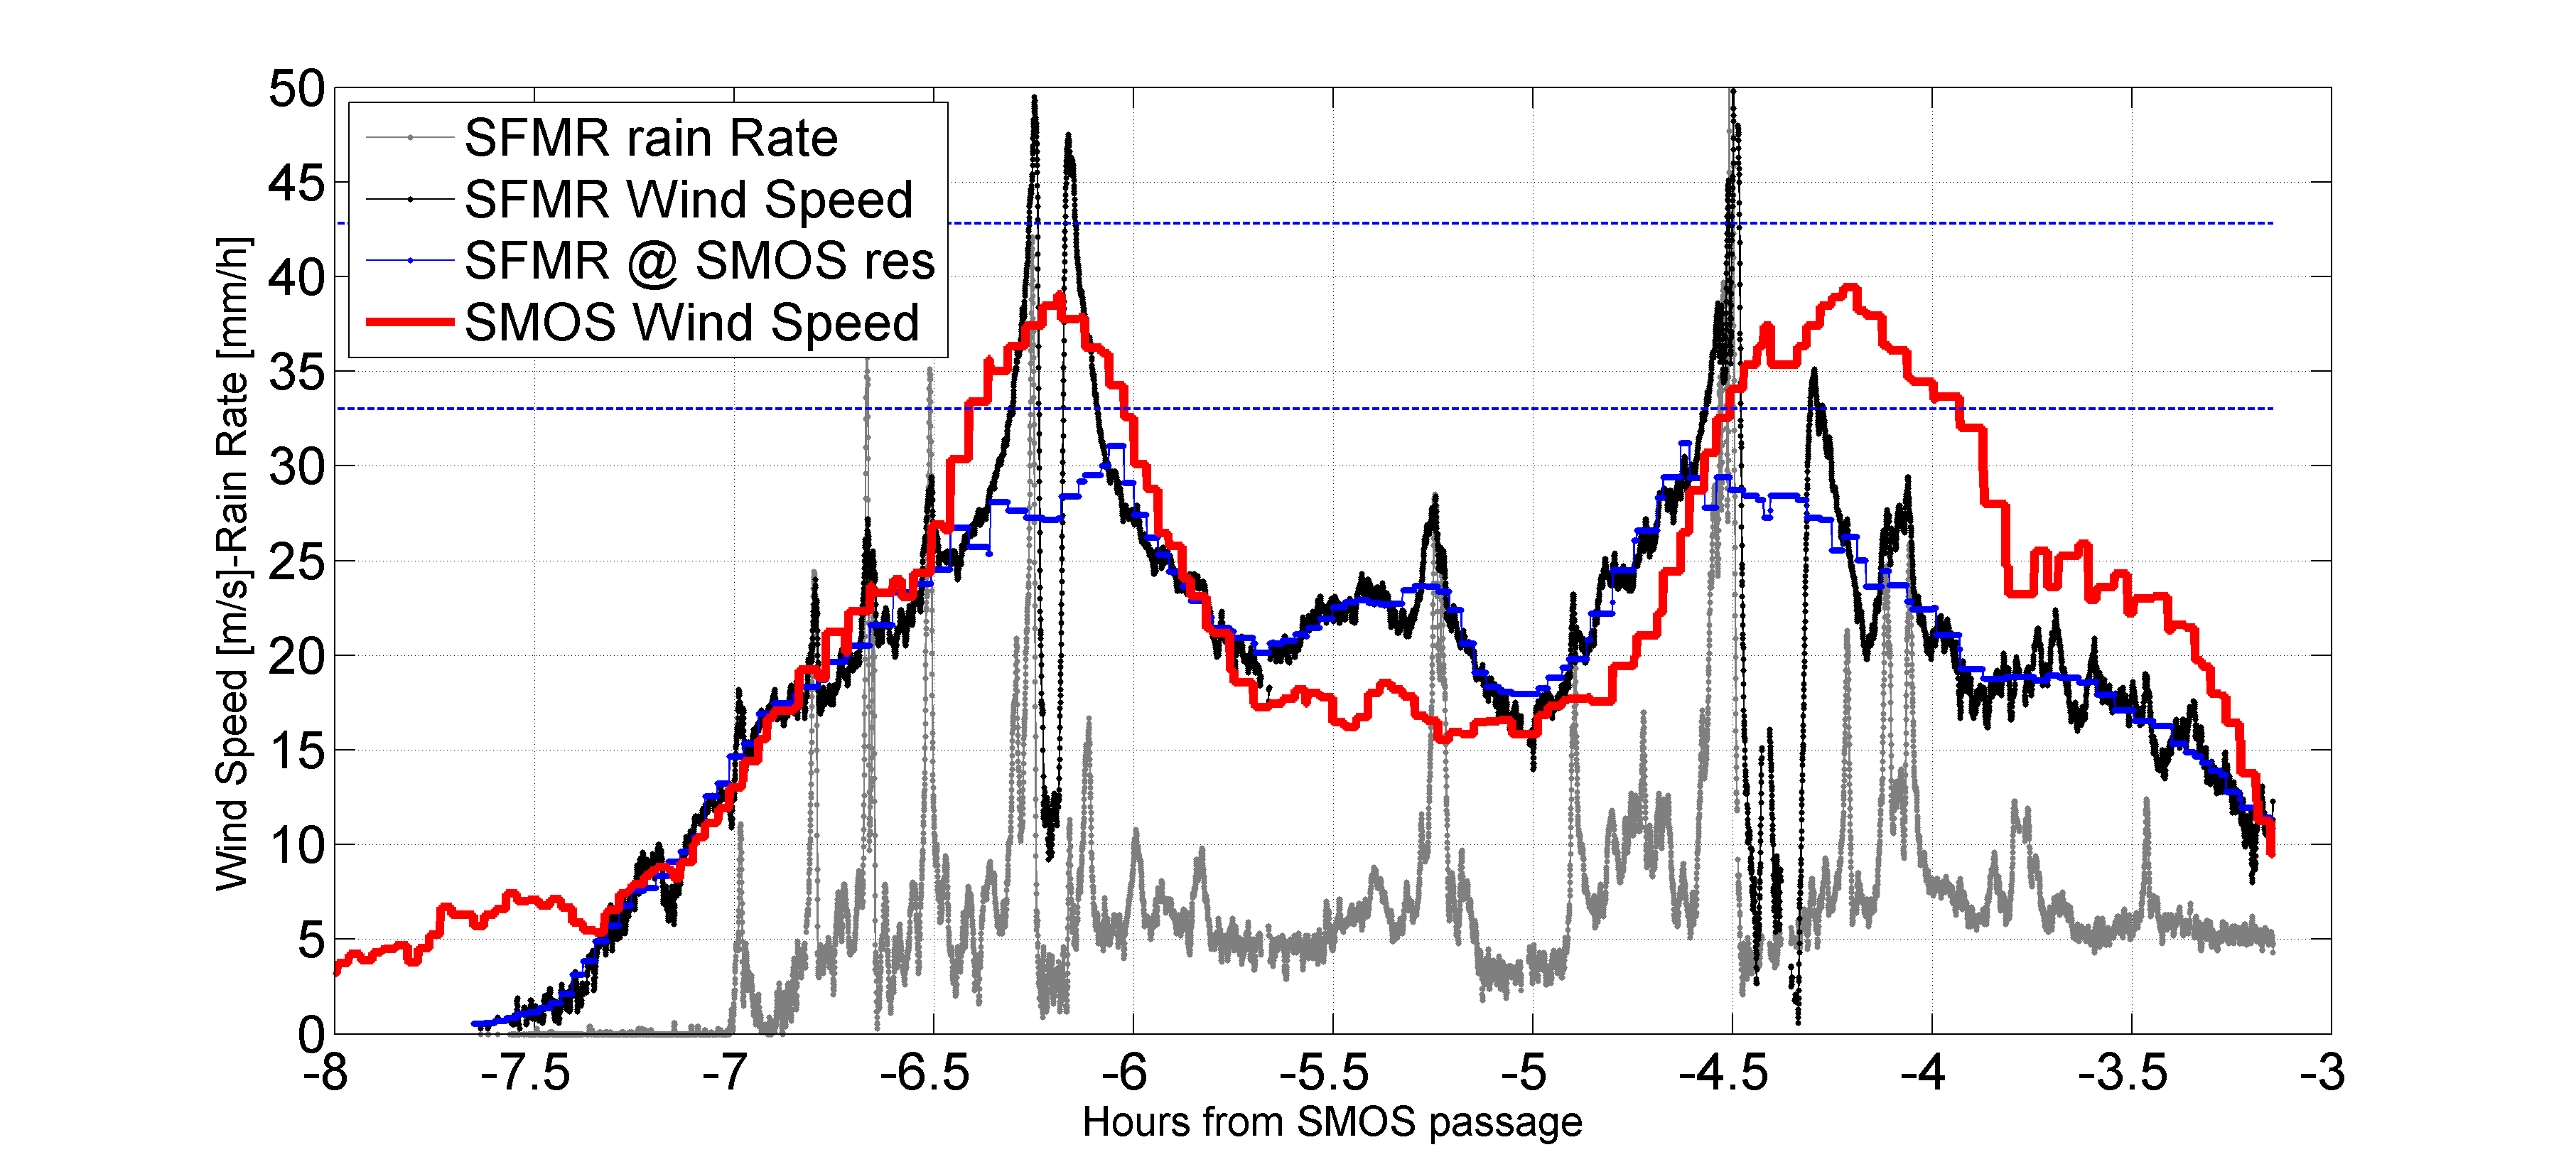 50
45
40
35
30
25
20
15
10
5
0
Wind Speed [m/s]-Rain Rate [mm/h]
SFMR rain Rate
SFMR Wind Speed
SFMR @ SMOS res
SMOS Wind Speed
-8 -7.5 -7 -6.5 -6 -5.5 -5 -4.5 -4 -3.5 -3
Hours from SMOS passage